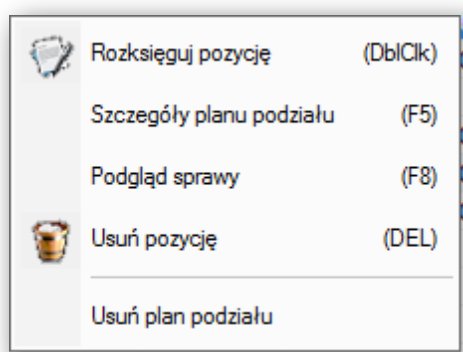 Rozksięguj pozycję (DblClk)
Szczegóły planu podziału (F5)
Podgląd sprawy (F8)
Usuń pozycję (DEL)
Usuń plan podziału